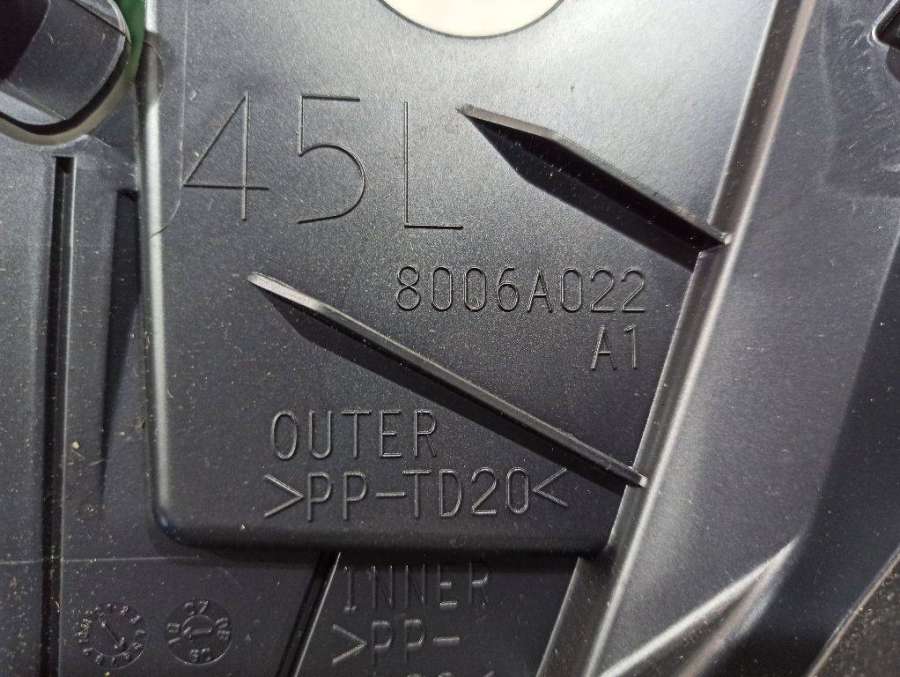 45L
8006A022
A1
OUTER
>PP-TD20<
INNER
>PP-